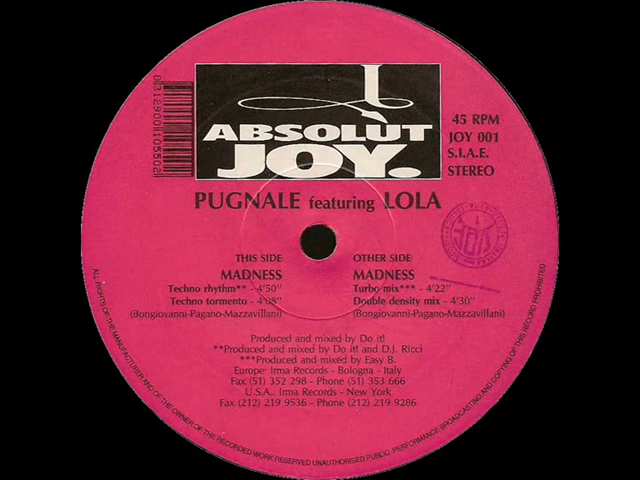 ABSOLUT
JOY.
0312900110550
45 RPM
JOY 001
S.I.A.E.
STEREO
PUGNALE featuring LOLA
THIS SIDE
MADNESS
Techno rhythm** - 4'50''
Techno tormento - 4'08''
(Bongiovanni-Pagano-Mazzavillani)
OTHER SIDE
MADNESS
Turbo mix*** - 4'22''
Double density mix - 4'30''
(Bongiovanni-Pagano-Mazzavillani)
Produced and mixed by Do it!
**Produced and mixed by Do it! and D.J. Ricci
***Produced and mixed by Easy B.
Europe: Irma Records - Bologna - Italy
Fax (51) 352 298 - Phone (51) 353 666
U.S.A.. Irma Records - New York
Fax (212) 219 9536 - Phone (212) 219 9286
ALL RIGHTS OF THE MANUFACTURER AND OF THE OWNER OF THE RECORDED WORK RESERVED UNAUTHORISED PUBLIC PERFORMANCE BROADCASTING AND COPYING OF THIS RECORD PROHIBITED